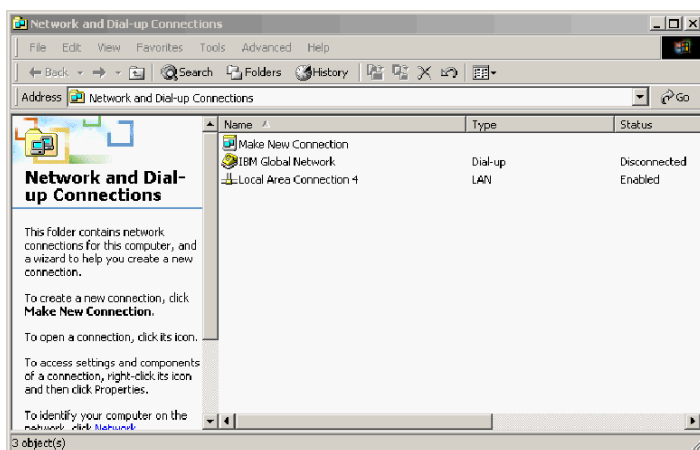 Network and Dial-up Connections
File Edit View Favorites Tools Advanced Help
Back Search Folders History
Address Network and Dial-up Connections Go
Name Type Status
Make New Connection
IBM Global Network Dial-up Disconnected
Local Area Connection 4 LAN Enabled
Network and Dial-
up Connections
This folder contains network
connections for this computer, and
a wizard to help you create a new
connection.
To create a new connection, click
Make New Connection.
To open a connection, click its icon.
To access settings and components
of a connection, right-click its icon
and then click Properties.
To identify your computer on the
network, click Network
3 object(s)